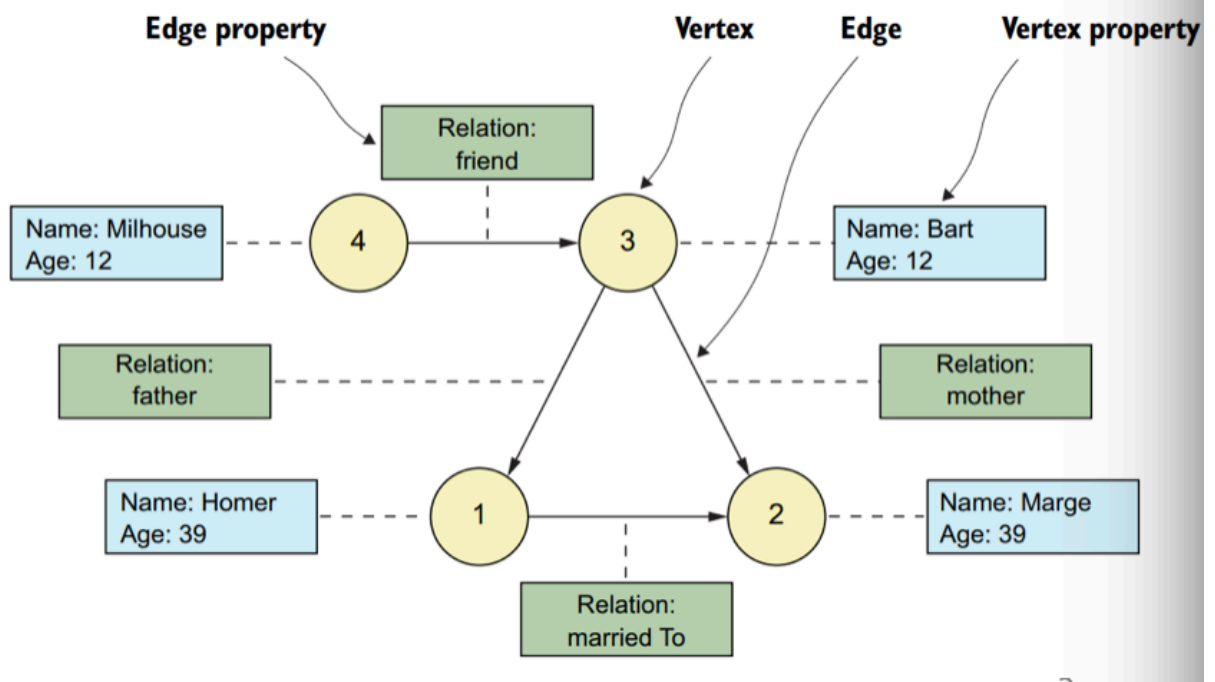 Edge property
Vertex
Edge
Vertex property
Relation:
friend
Name: Milhouse
Age: 12
4
3
Name: Bart
Age: 12
Relation:
father
Relation:
mother
Name: Homer
Age: 39
1
2
Name: Marge
Age: 39
Relation:
married To